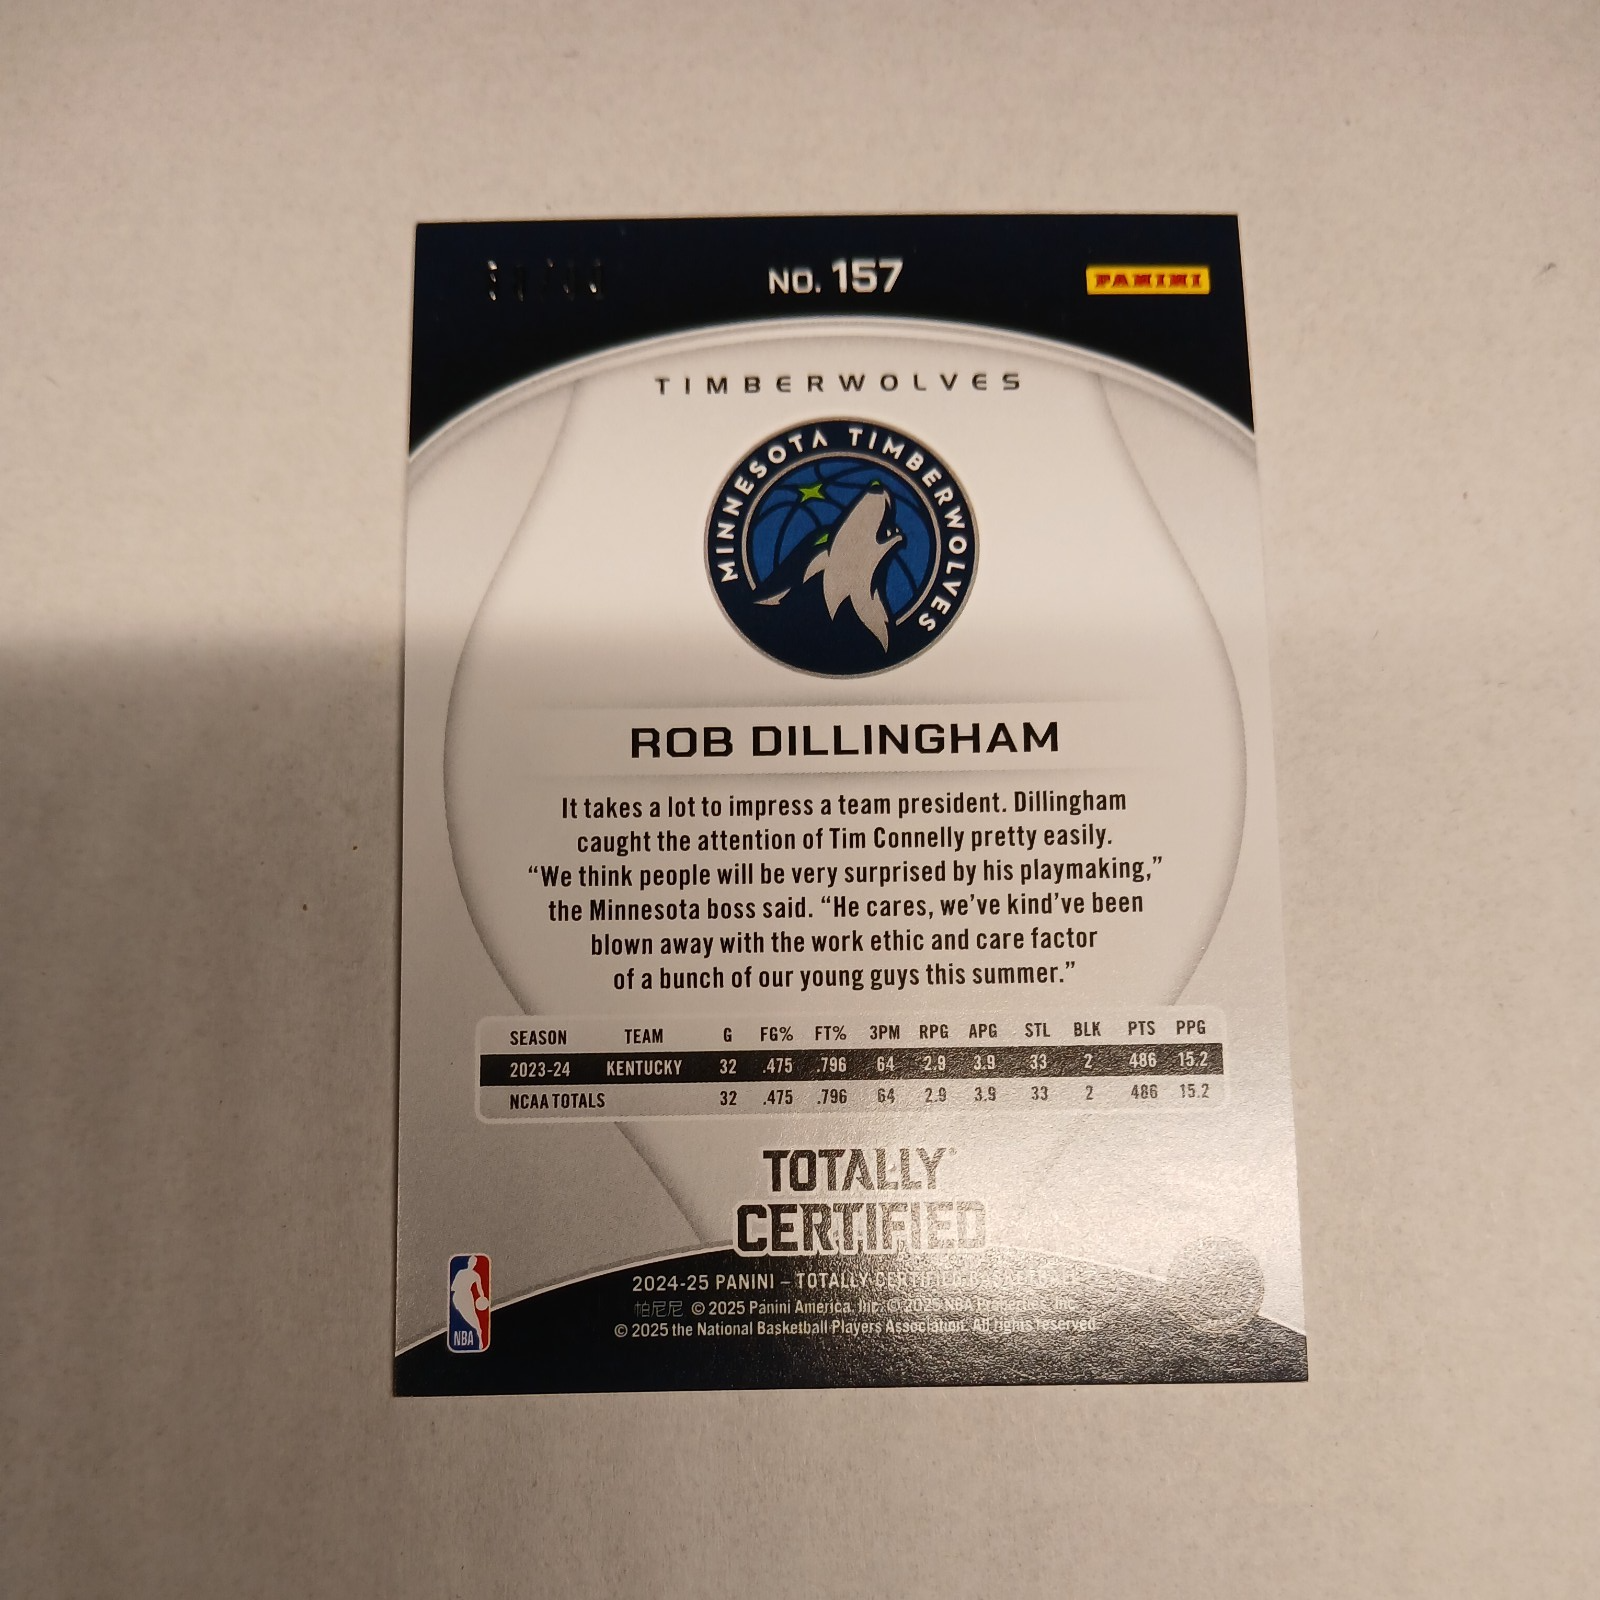 NO. 157
PANINI
TIMBERWOLVES
MINNESOTA TIMBERWOLVES
ROB DILLINGHAM
It takes a lot to impress a team president. Dillingham
caught the attention of Tim Connelly pretty easily.
“We think people will be very surprised by his playmaking,”
the Minnesota boss said. “He cares, we’ve kind’ve been
blown away with the work ethic and care factor
of a bunch of our young guys this summer.”
SEASON TEAM G FG% FT% 3PM RPG APG STL BLK PTS PPG
2023-24 KENTUCKY 32 .475 .796 64 2.9 3.9 33 2 486 15.2
NCAA TOTALS 32 .475 .796 64 2.9 3.9 33 2 486 15.2
TOTALLY
CERTIFIED
2024-25 PANINI – TOTALLY CERTIFIED BASKETBALL
帕尼尼 © 2025 Panini America, Inc. © 2025 NBA Properties, Inc.
© 2025 the National Basketball Players Association. All rights reserved.
NBA